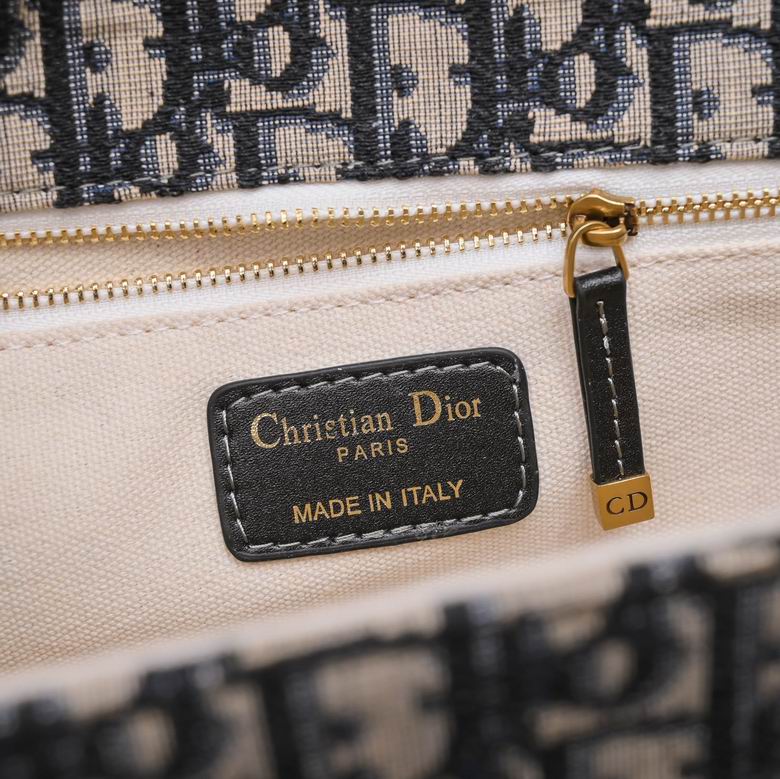 Christian Dior
PARIS
MADE IN ITALY
CD